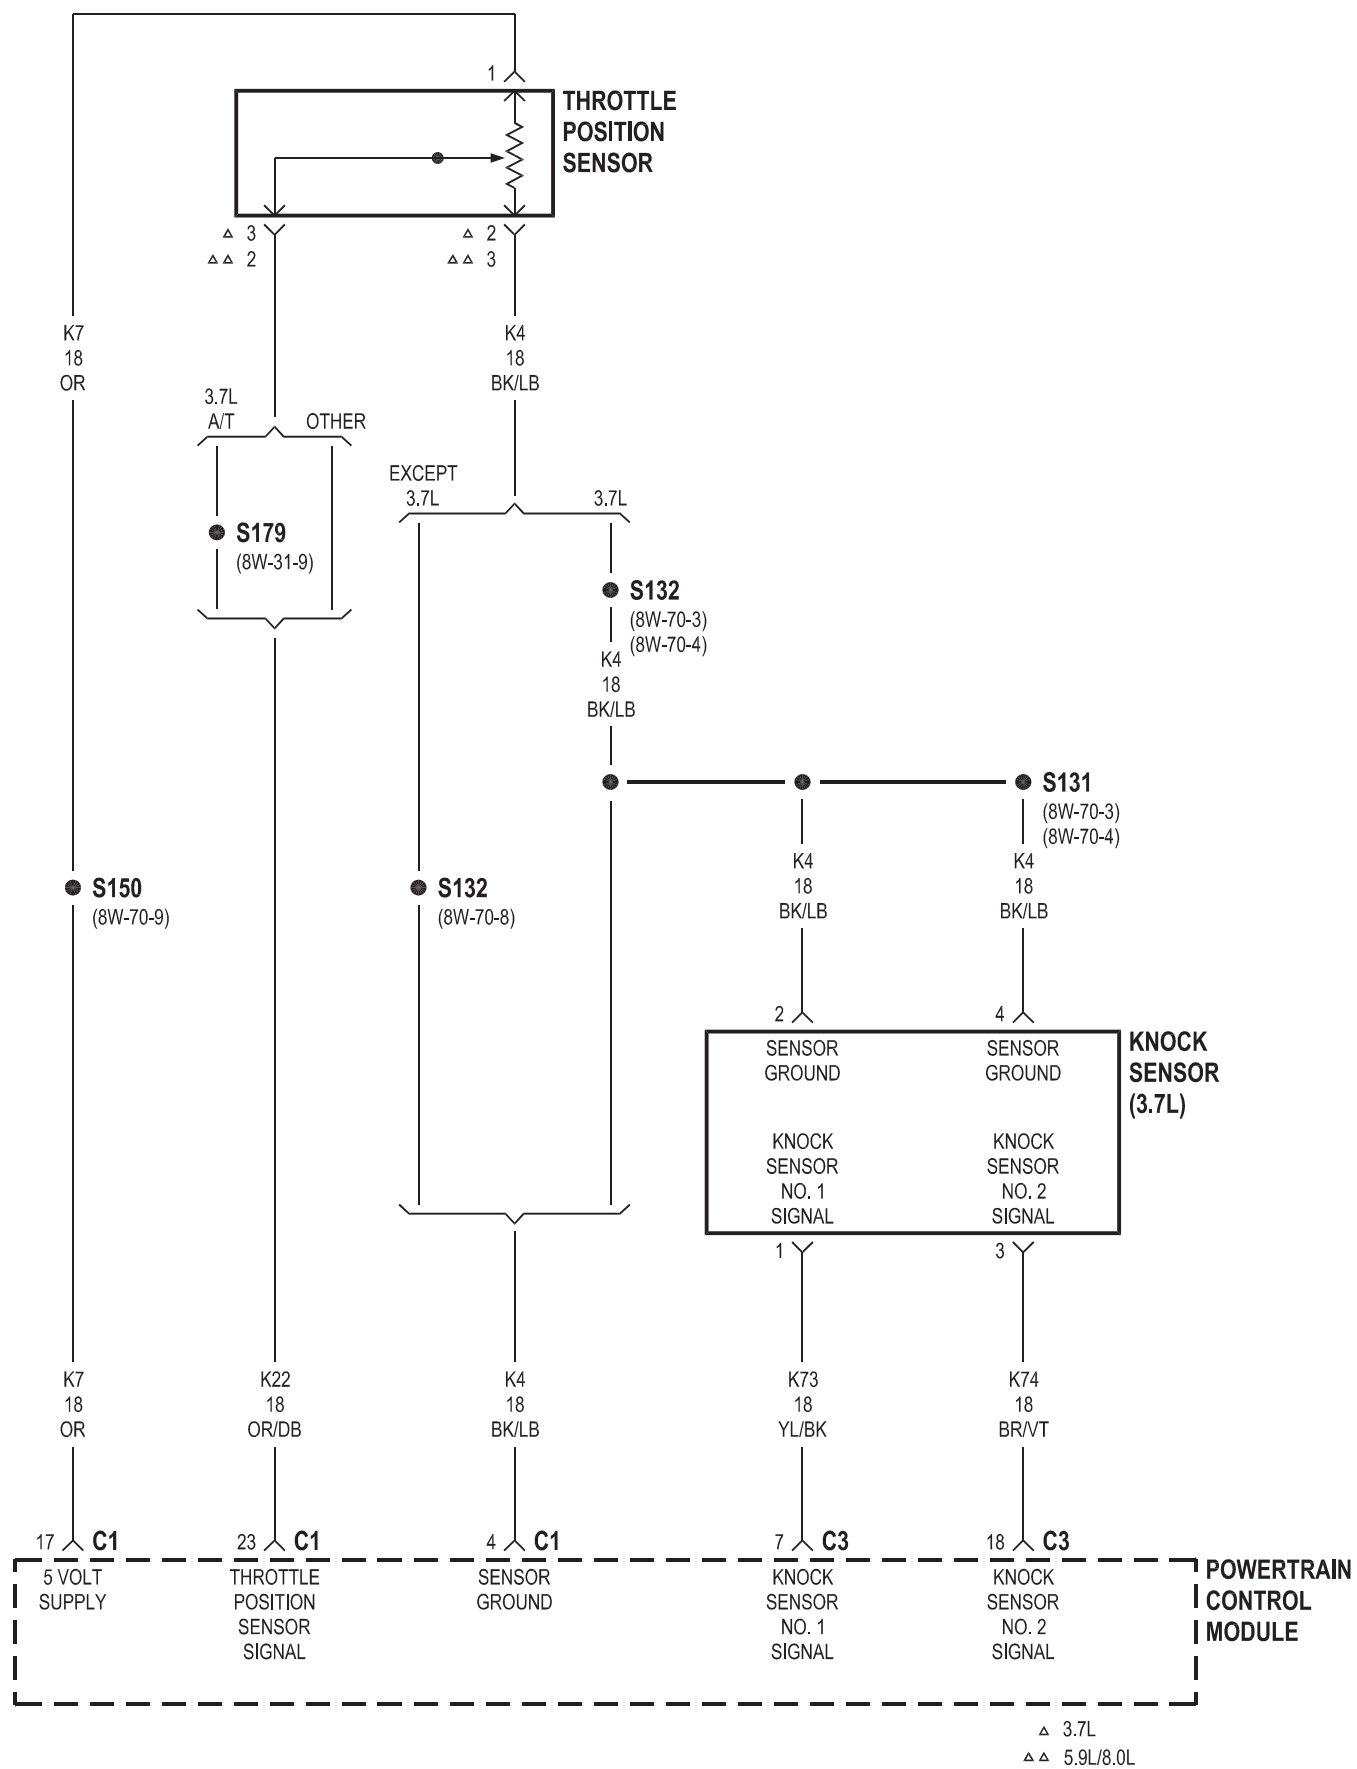 1
THROTTLE
POSITION
SENSOR
△ 3
△△ 2
△ 2
△△ 3
K7
18
OR
K4
18
BK/LB
3.7L
A/T
OTHER
EXCEPT
3.7L
3.7L
S179
(8W-31-9)
S132
(8W-70-3)
(8W-70-4)
K4
18
BK/LB
S131
(8W-70-3)
(8W-70-4)
K4
18
BK/LB
K4
18
BK/LB
S150
(8W-70-9)
S132
(8W-70-8)
2
4
SENSOR
GROUND
SENSOR
GROUND
KNOCK
SENSOR
(3.7L)
KNOCK
SENSOR
NO. 1
SIGNAL
KNOCK
SENSOR
NO. 2
SIGNAL
1
3
K7
18
OR
K22
18
OR/DB
K4
18
BK/LB
K73
18
YL/BK
K74
18
BR/VT
17 C1
23 C1
4 C1
7 C3
18 C3
5 VOLT
SUPPLY
THROTTLE
POSITION
SENSOR
SIGNAL
SENSOR
GROUND
KNOCK
SENSOR
NO. 1
SIGNAL
KNOCK
SENSOR
NO. 2
SIGNAL
POWERTRAIN
CONTROL
MODULE
△ 3.7L
△△ 5.9L/8.0L